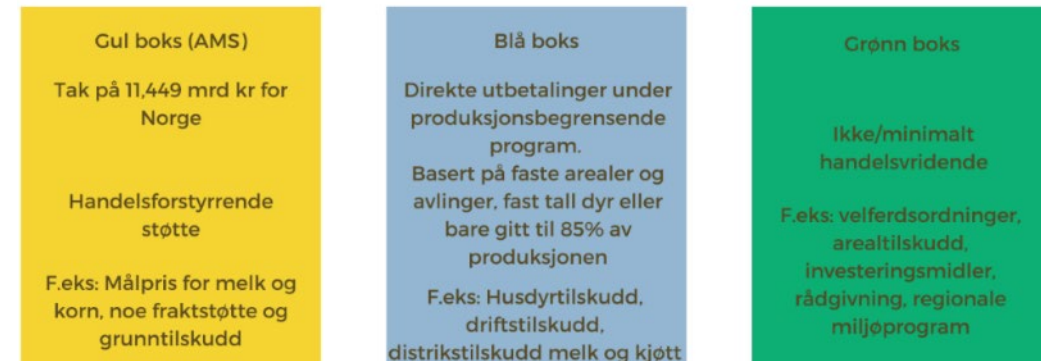 Gul boks (AMS)
Tak på 11,449 mrd kr for
Norge
Handelsforstyrrende
støtte
F.eks: Målpris for melk og
korn, noe fraktstøtte og
grunntilskudd
Blå boks
Direkte utbetalinger under
produksjonsbegrensende
program.
Basert på faste arealer og
avlinger, fast tall dyr eller
bare gitt til 85% av
produksjonen
F.eks: Husdyrtilskudd,
driftstilskudd,
distrikstilskudd melk og kjøtt
Grønn boks
Ikke/minimalt
handelsvridende
F.eks: velferdsordninger,
arealtilskudd,
investeringsmidler,
rådgivning, regionale
miljøprogram